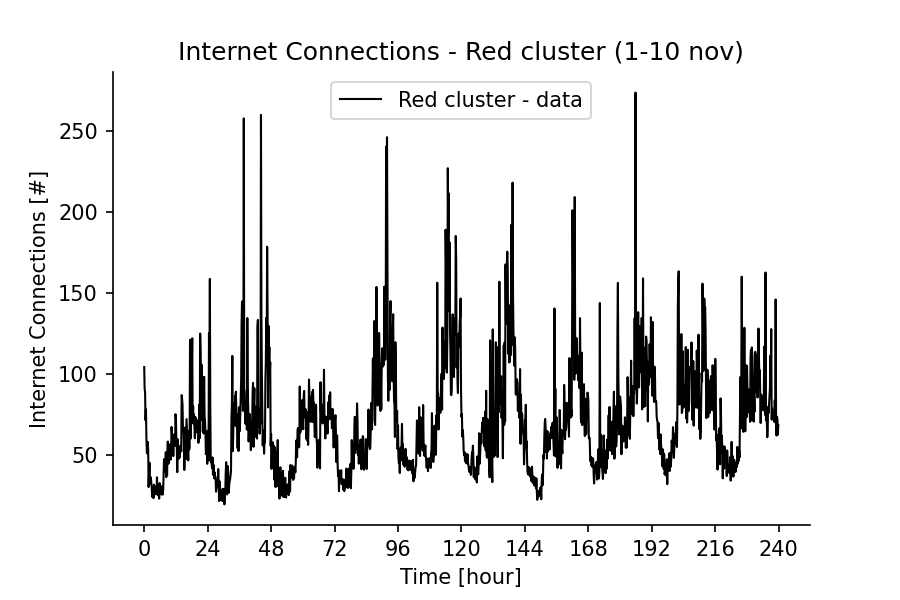 Internet Connections - Red cluster (1-10 nov)
Red cluster - data
Internet Connections [#]
250
200
150
100
50
0 24 48 72 96 120 144 168 192 216 240
Time [hour]